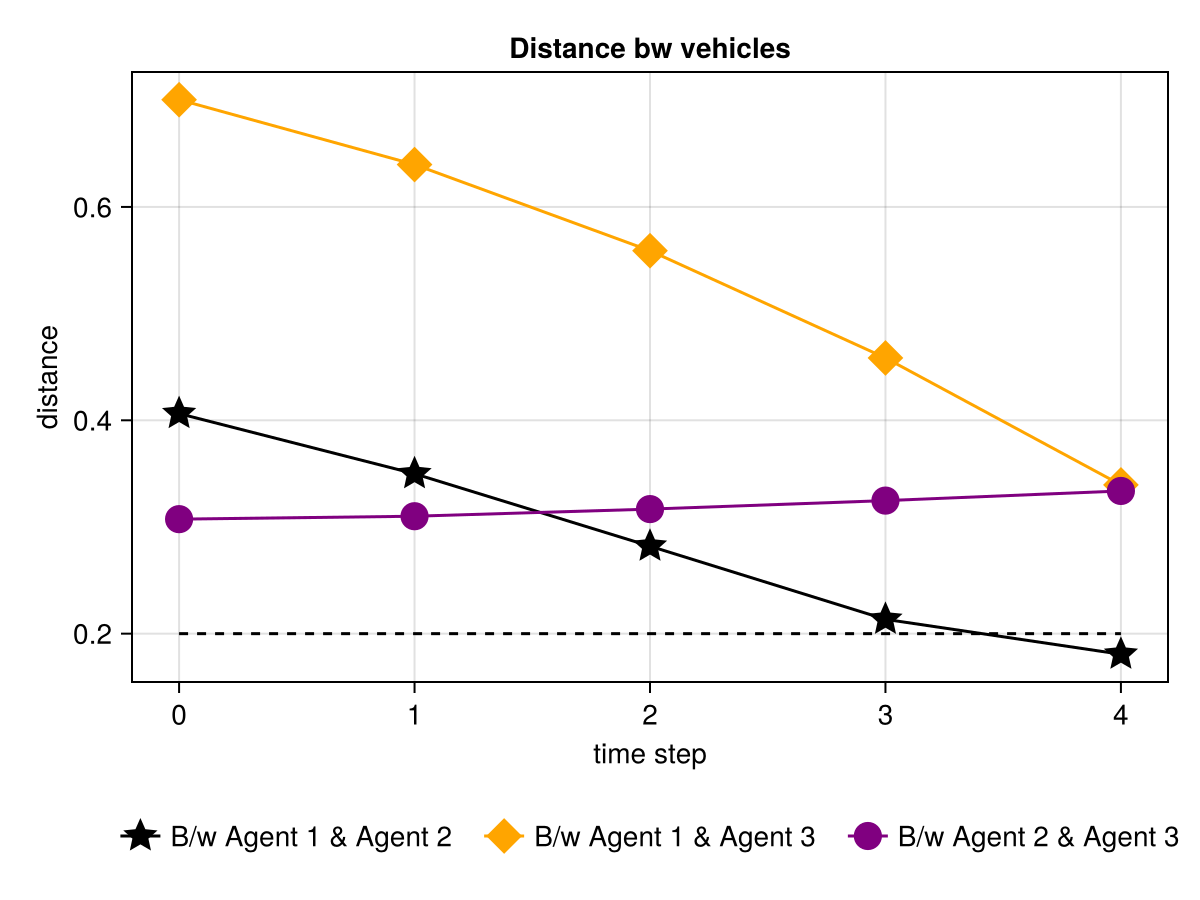 Distance bw vehicles
0.6
0.4
0.2
distance
0 1 2 3 4
time step
B/w Agent 1 & Agent 2 B/w Agent 1 & Agent 3 B/w Agent 2 & Agent 3